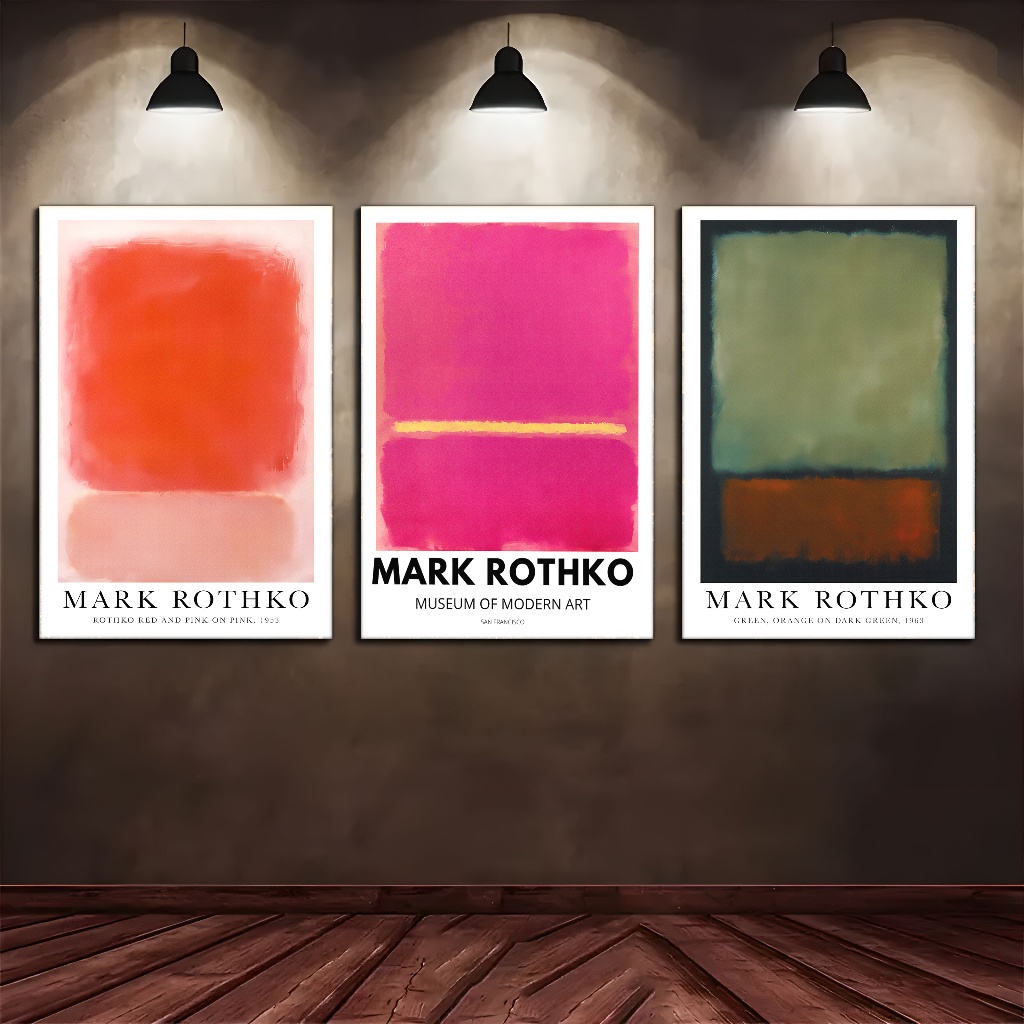 MARK ROTHKO
ROTHKO RED AND PINK ON PINK, 1953
MARK ROTHKO
MUSEUM OF MODERN ART
SAN FRANCISCO
MARK ROTHKO
GREEN, ORANGE ON DARK GREEN, 1963